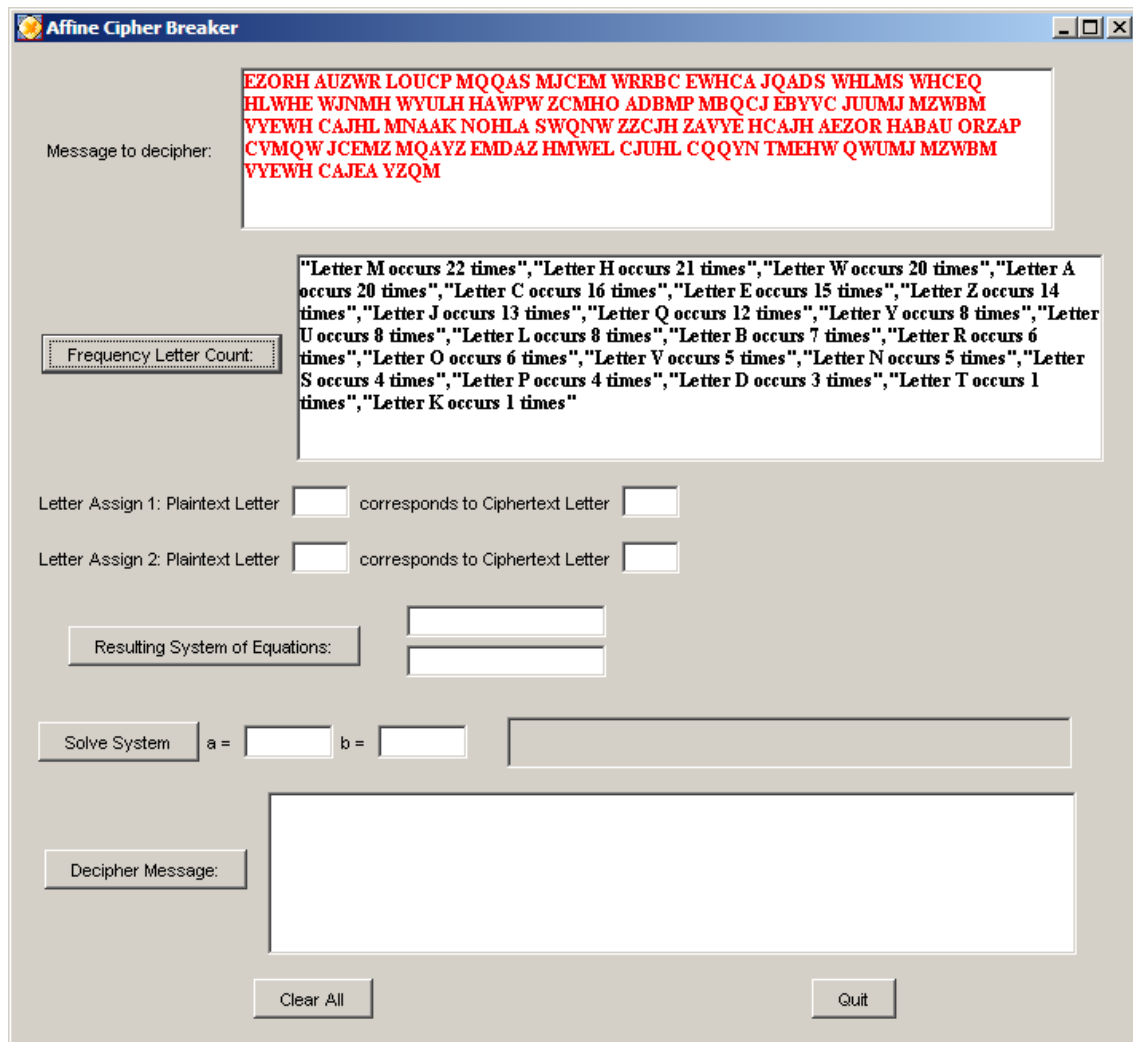 Affine Cipher Breaker
Message to decipher:
EZORH AUZWR LOUCP MQQAS MJCEM WRRBC EWHCA JQADS WHLMS WHCEQ
HLWHE WJNMH WYULH HAWPW ZCMHO ADBMP MBQCJ EBYVC JUUMJ MZWBM
VYEWH CAJHL MNAAK NOHLA SWQNW ZZCJH ZAVYE HCAJH AEZOR HABAU ORZAP
CVMQW JCEMZ MQAYZ EMDAZ HMWEL CJUHL CQQYN TMEHW QWUMJ MZWBM
VYEWH CAJEA YZQM
Frequency Letter Count:
"Letter M occurs 22 times","Letter H occurs 21 times","Letter W occurs 20 times","Letter A
occurs 20 times","Letter C occurs 16 times","Letter E occurs 15 times","Letter Z occurs 14
times","Letter J occurs 13 times","Letter Q occurs 12 times","Letter Y occurs 8 times","Letter
U occurs 8 times","Letter L occurs 8 times","Letter B occurs 7 times","Letter R occurs 6
times","Letter O occurs 6 times","Letter V occurs 5 times","Letter N occurs 5 times","Letter
S occurs 4 times","Letter P occurs 4 times","Letter D occurs 3 times","Letter T occurs 1
times","Letter K occurs 1 times"
Letter Assign 1: Plaintext Letter corresponds to Ciphertext Letter
Letter Assign 2: Plaintext Letter corresponds to Ciphertext Letter
Resulting System of Equations:
Solve System a = b =
Decipher Message:
Clear All Quit